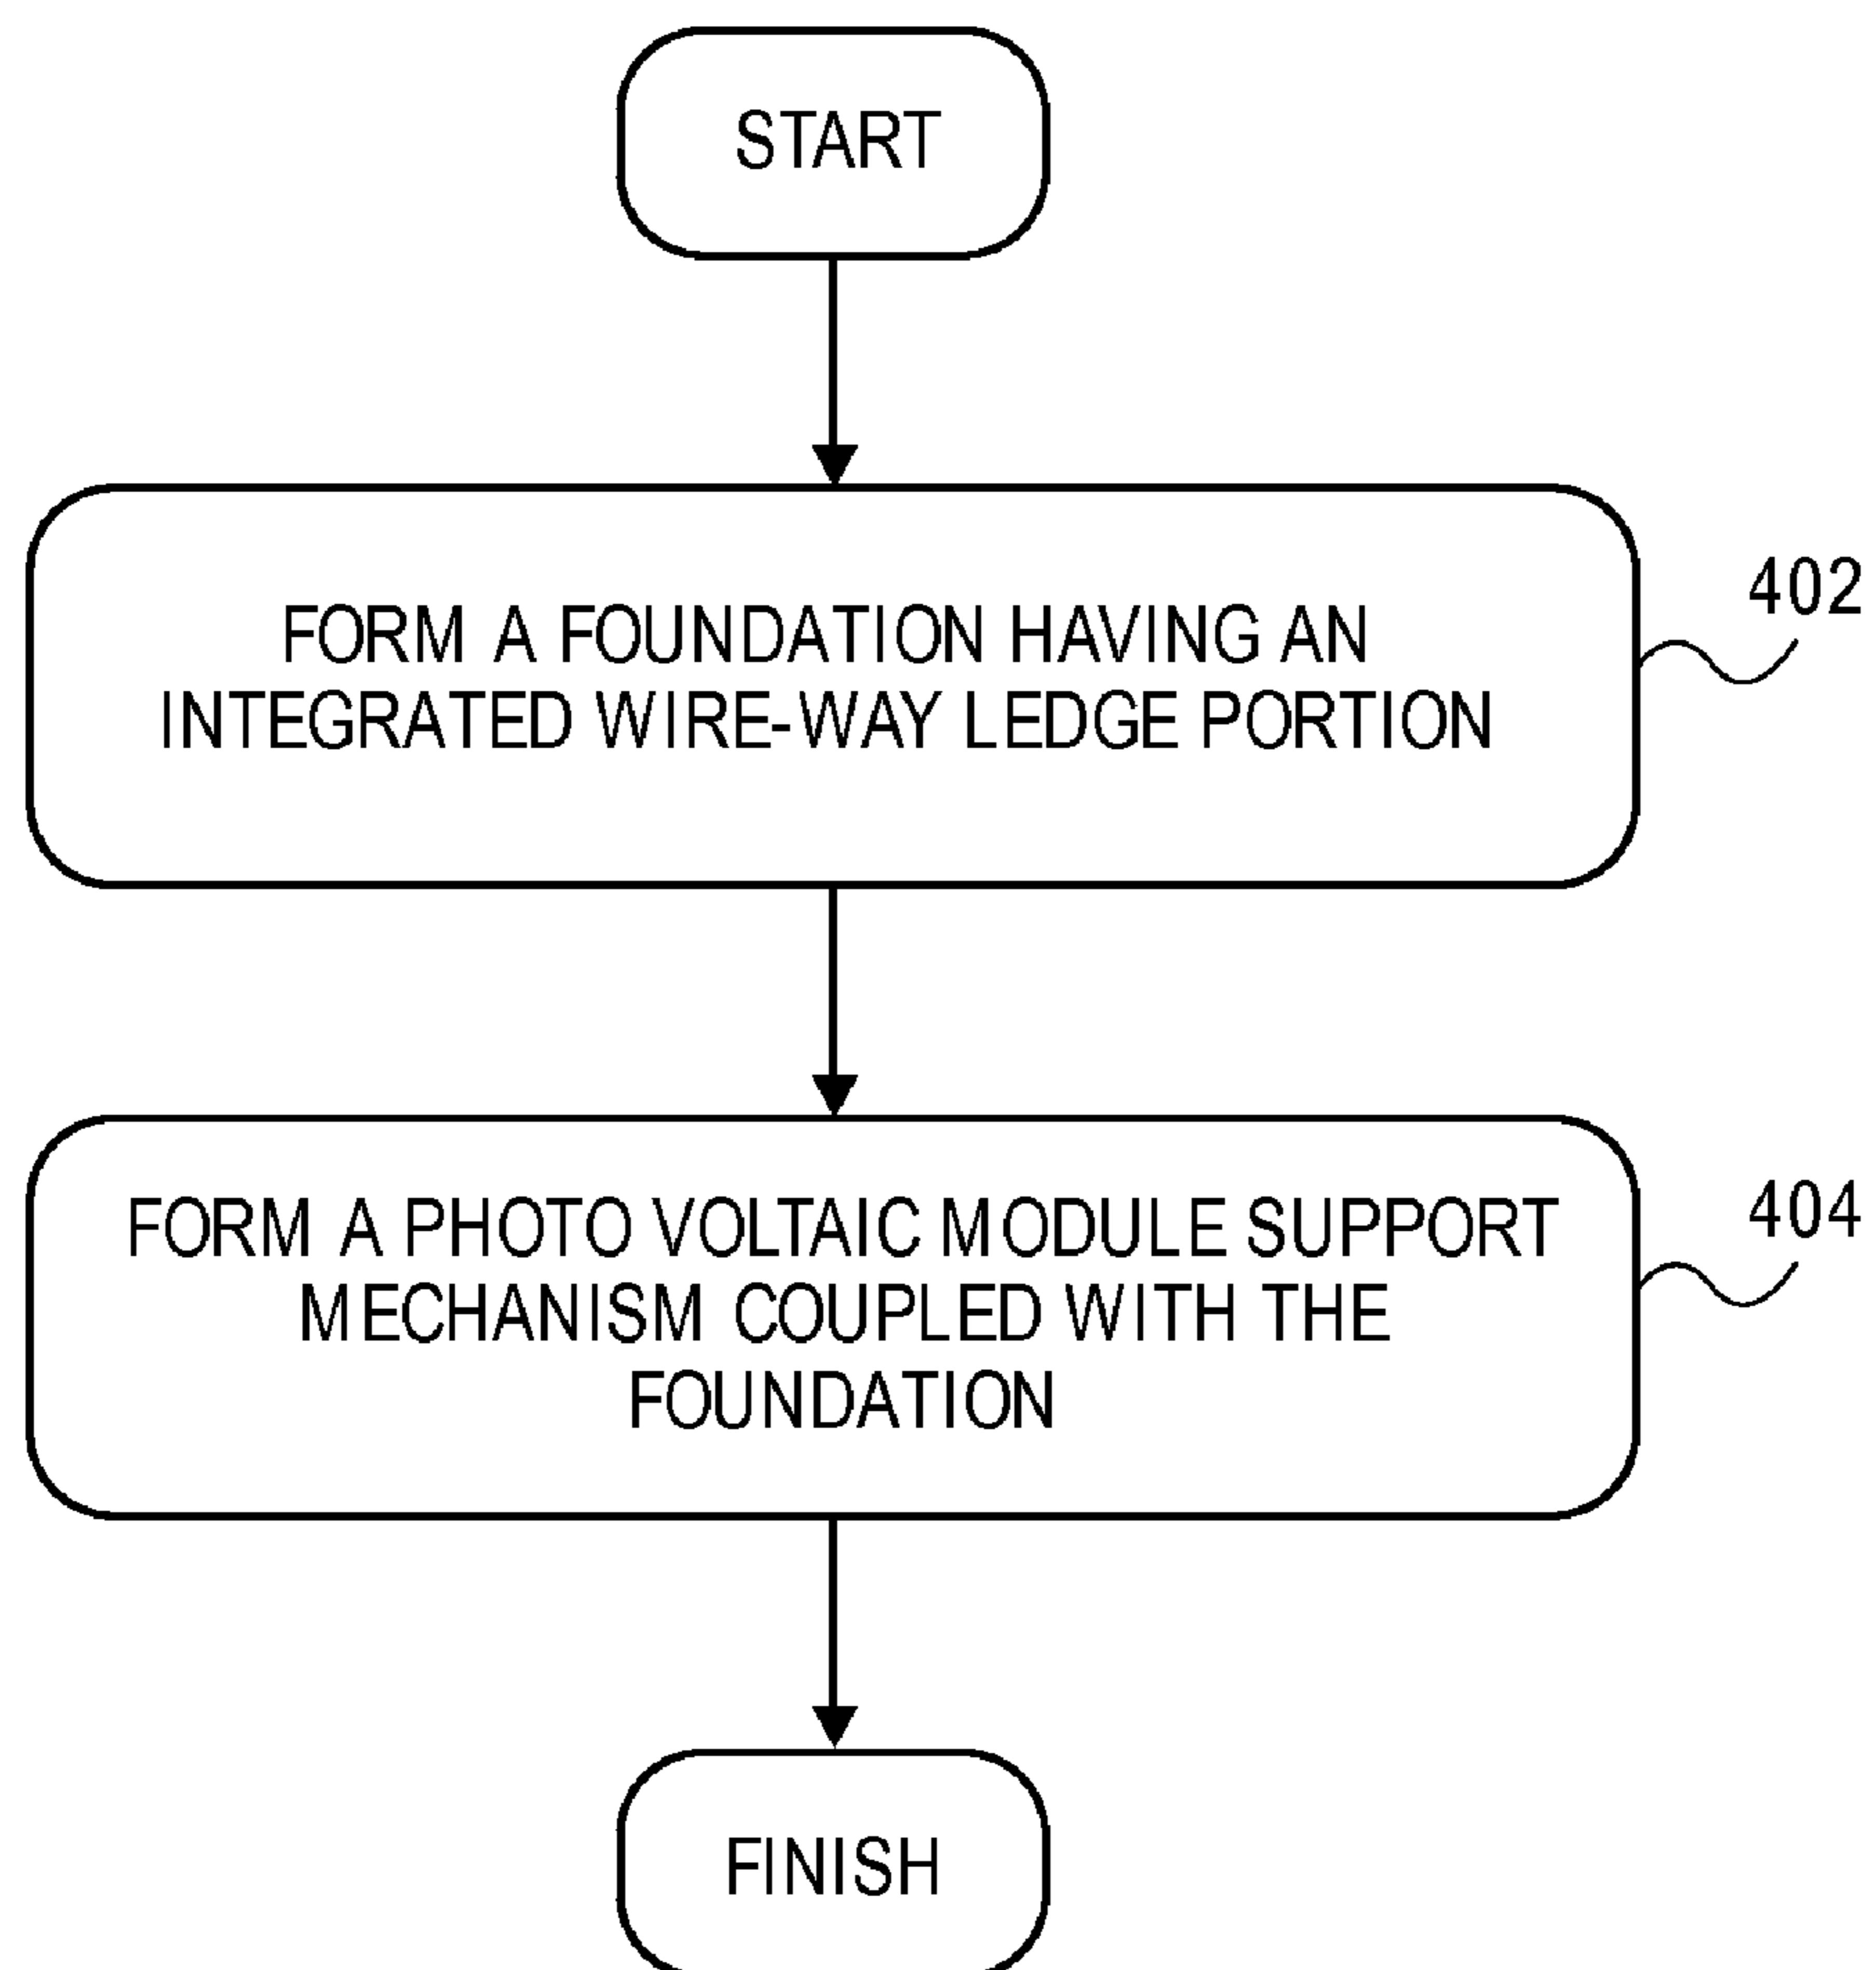 START
402
FORM A FOUNDATION HAVING AN
INTEGRATED WIRE-WAY LEDGE PORTION
404
FORM A PHOTO VOLTAIC MODULE SUPPORT
MECHANISM COUPLED WITH THE
FOUNDATION
FINISH